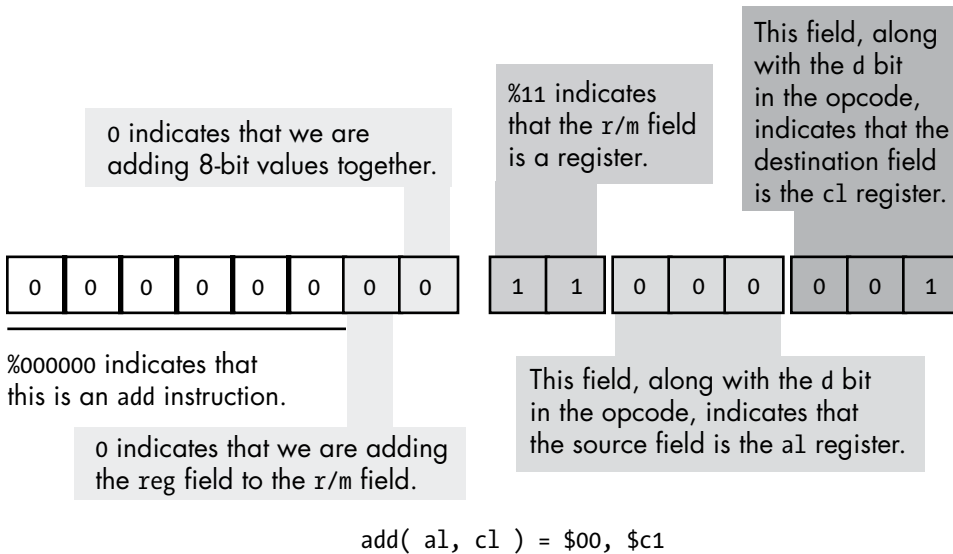 This field, along
with the d bit
in the opcode,
indicates that the
destination field
is the cl register.
%11 indicates
that the r/m field
is a register.
0 indicates that we are
adding 8-bit values together.
0 0 0 0 0 0 0 0 1 1 0 0 0 0 0 1
%000000 indicates that
this is an add instruction.
0 indicates that we are adding
the reg field to the r/m field.
This field, along with the d bit
in the opcode, indicates that
the source field is the al register.
add( al, cl ) = $00, $c1